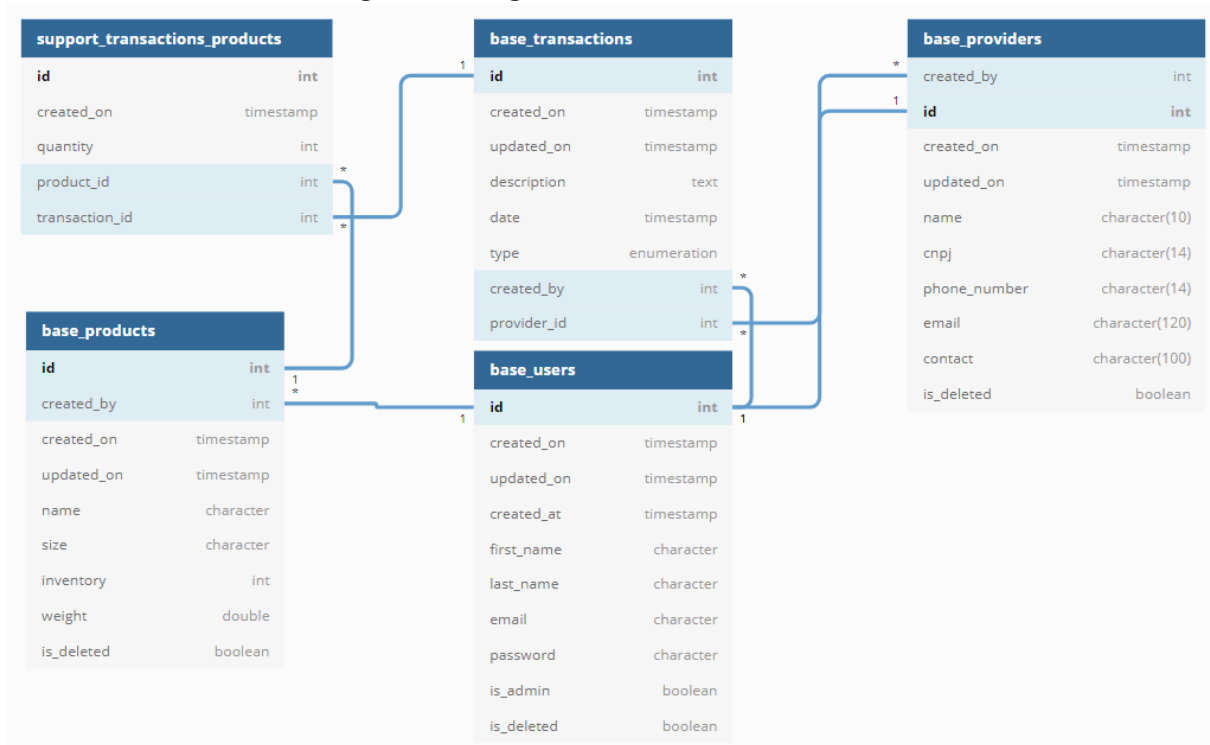 support_transactions_products
id int
created_on timestamp
quantity int
product_id int
transaction_id int
*
*
base_products
id int
created_by int
created_on timestamp
updated_on timestamp
name character
size character
inventory int
weight double
is_deleted boolean
1
*
base_transactions
id int
created_on timestamp
updated_on timestamp
description text
date timestamp
type enumeration
created_by int
provider_id int
1
*
*
base_users
id int
created_on timestamp
updated_on timestamp
created_at timestamp
first_name character
last_name character
email character
password character
is_admin boolean
is_deleted boolean
1
1
base_providers
created_by int
id int
created_on timestamp
updated_on timestamp
name character(10)
cnpj character(14)
phone_number character(14)
email character(120)
contact character(100)
is_deleted boolean
*
1